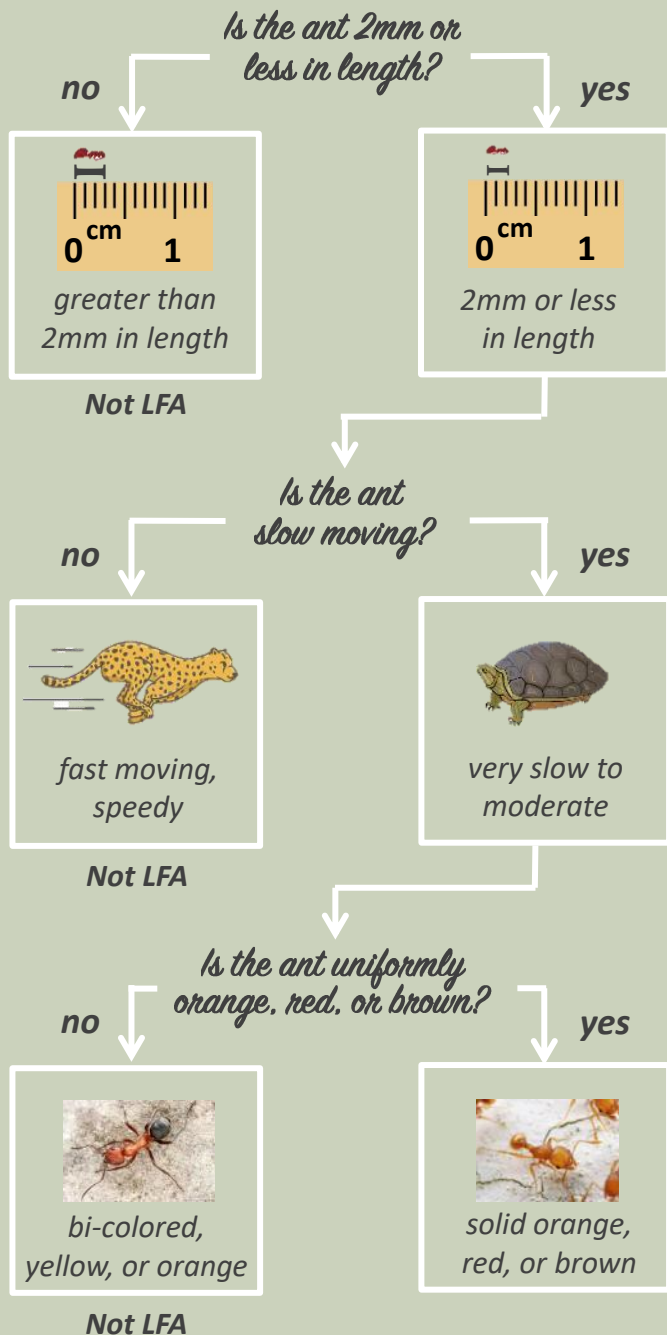 Is the ant 2mm or
less in length?
no
yes
cm
0 1
cm
0 1
greater than
2mm in length
2mm or less
in length
Not LFA
Is the ant
slow moving?
no
yes
fast moving,
speedy
very slow to
moderate
Not LFA
Is the ant uniformly
orange, red, or brown?
no
yes
bi-colored,
yellow, or orange
solid orange,
red, or brown
Not LFA